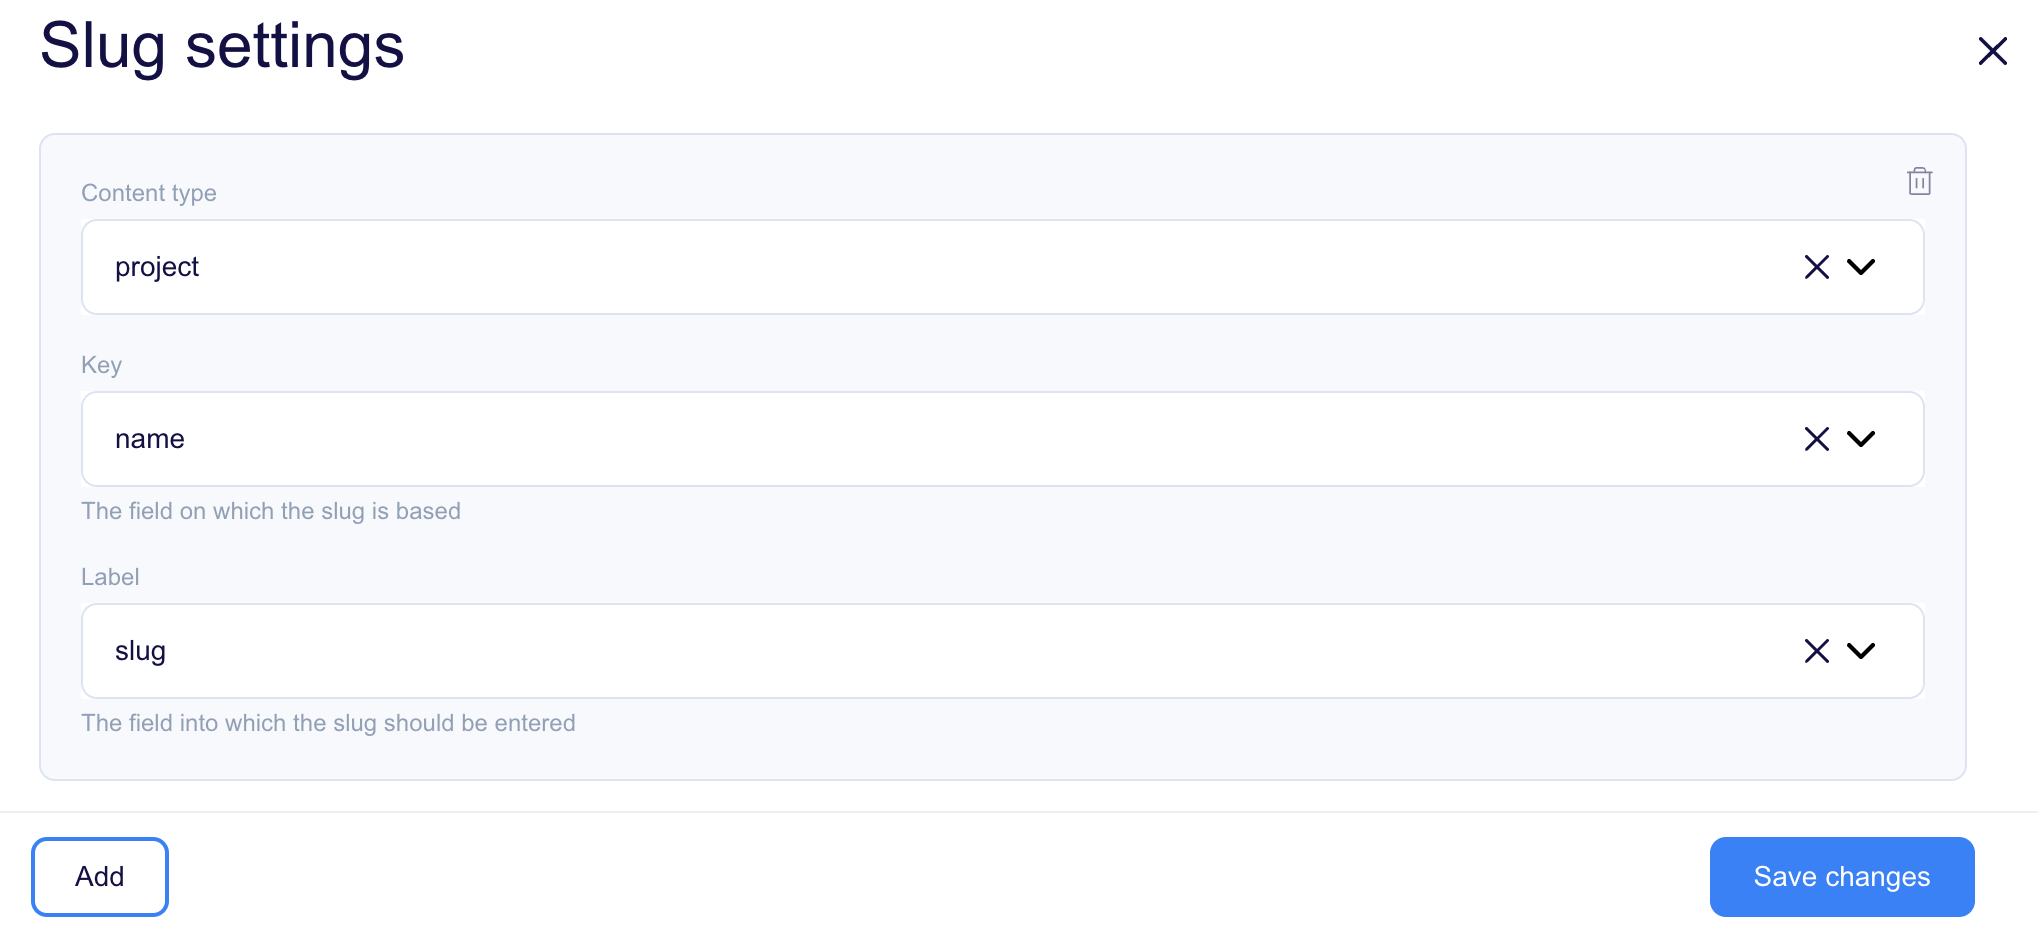 Slug settings
Content type
project
Key
name
The field on which the slug is based
Label
slug
The field into which the slug should be entered
Add
Save changes